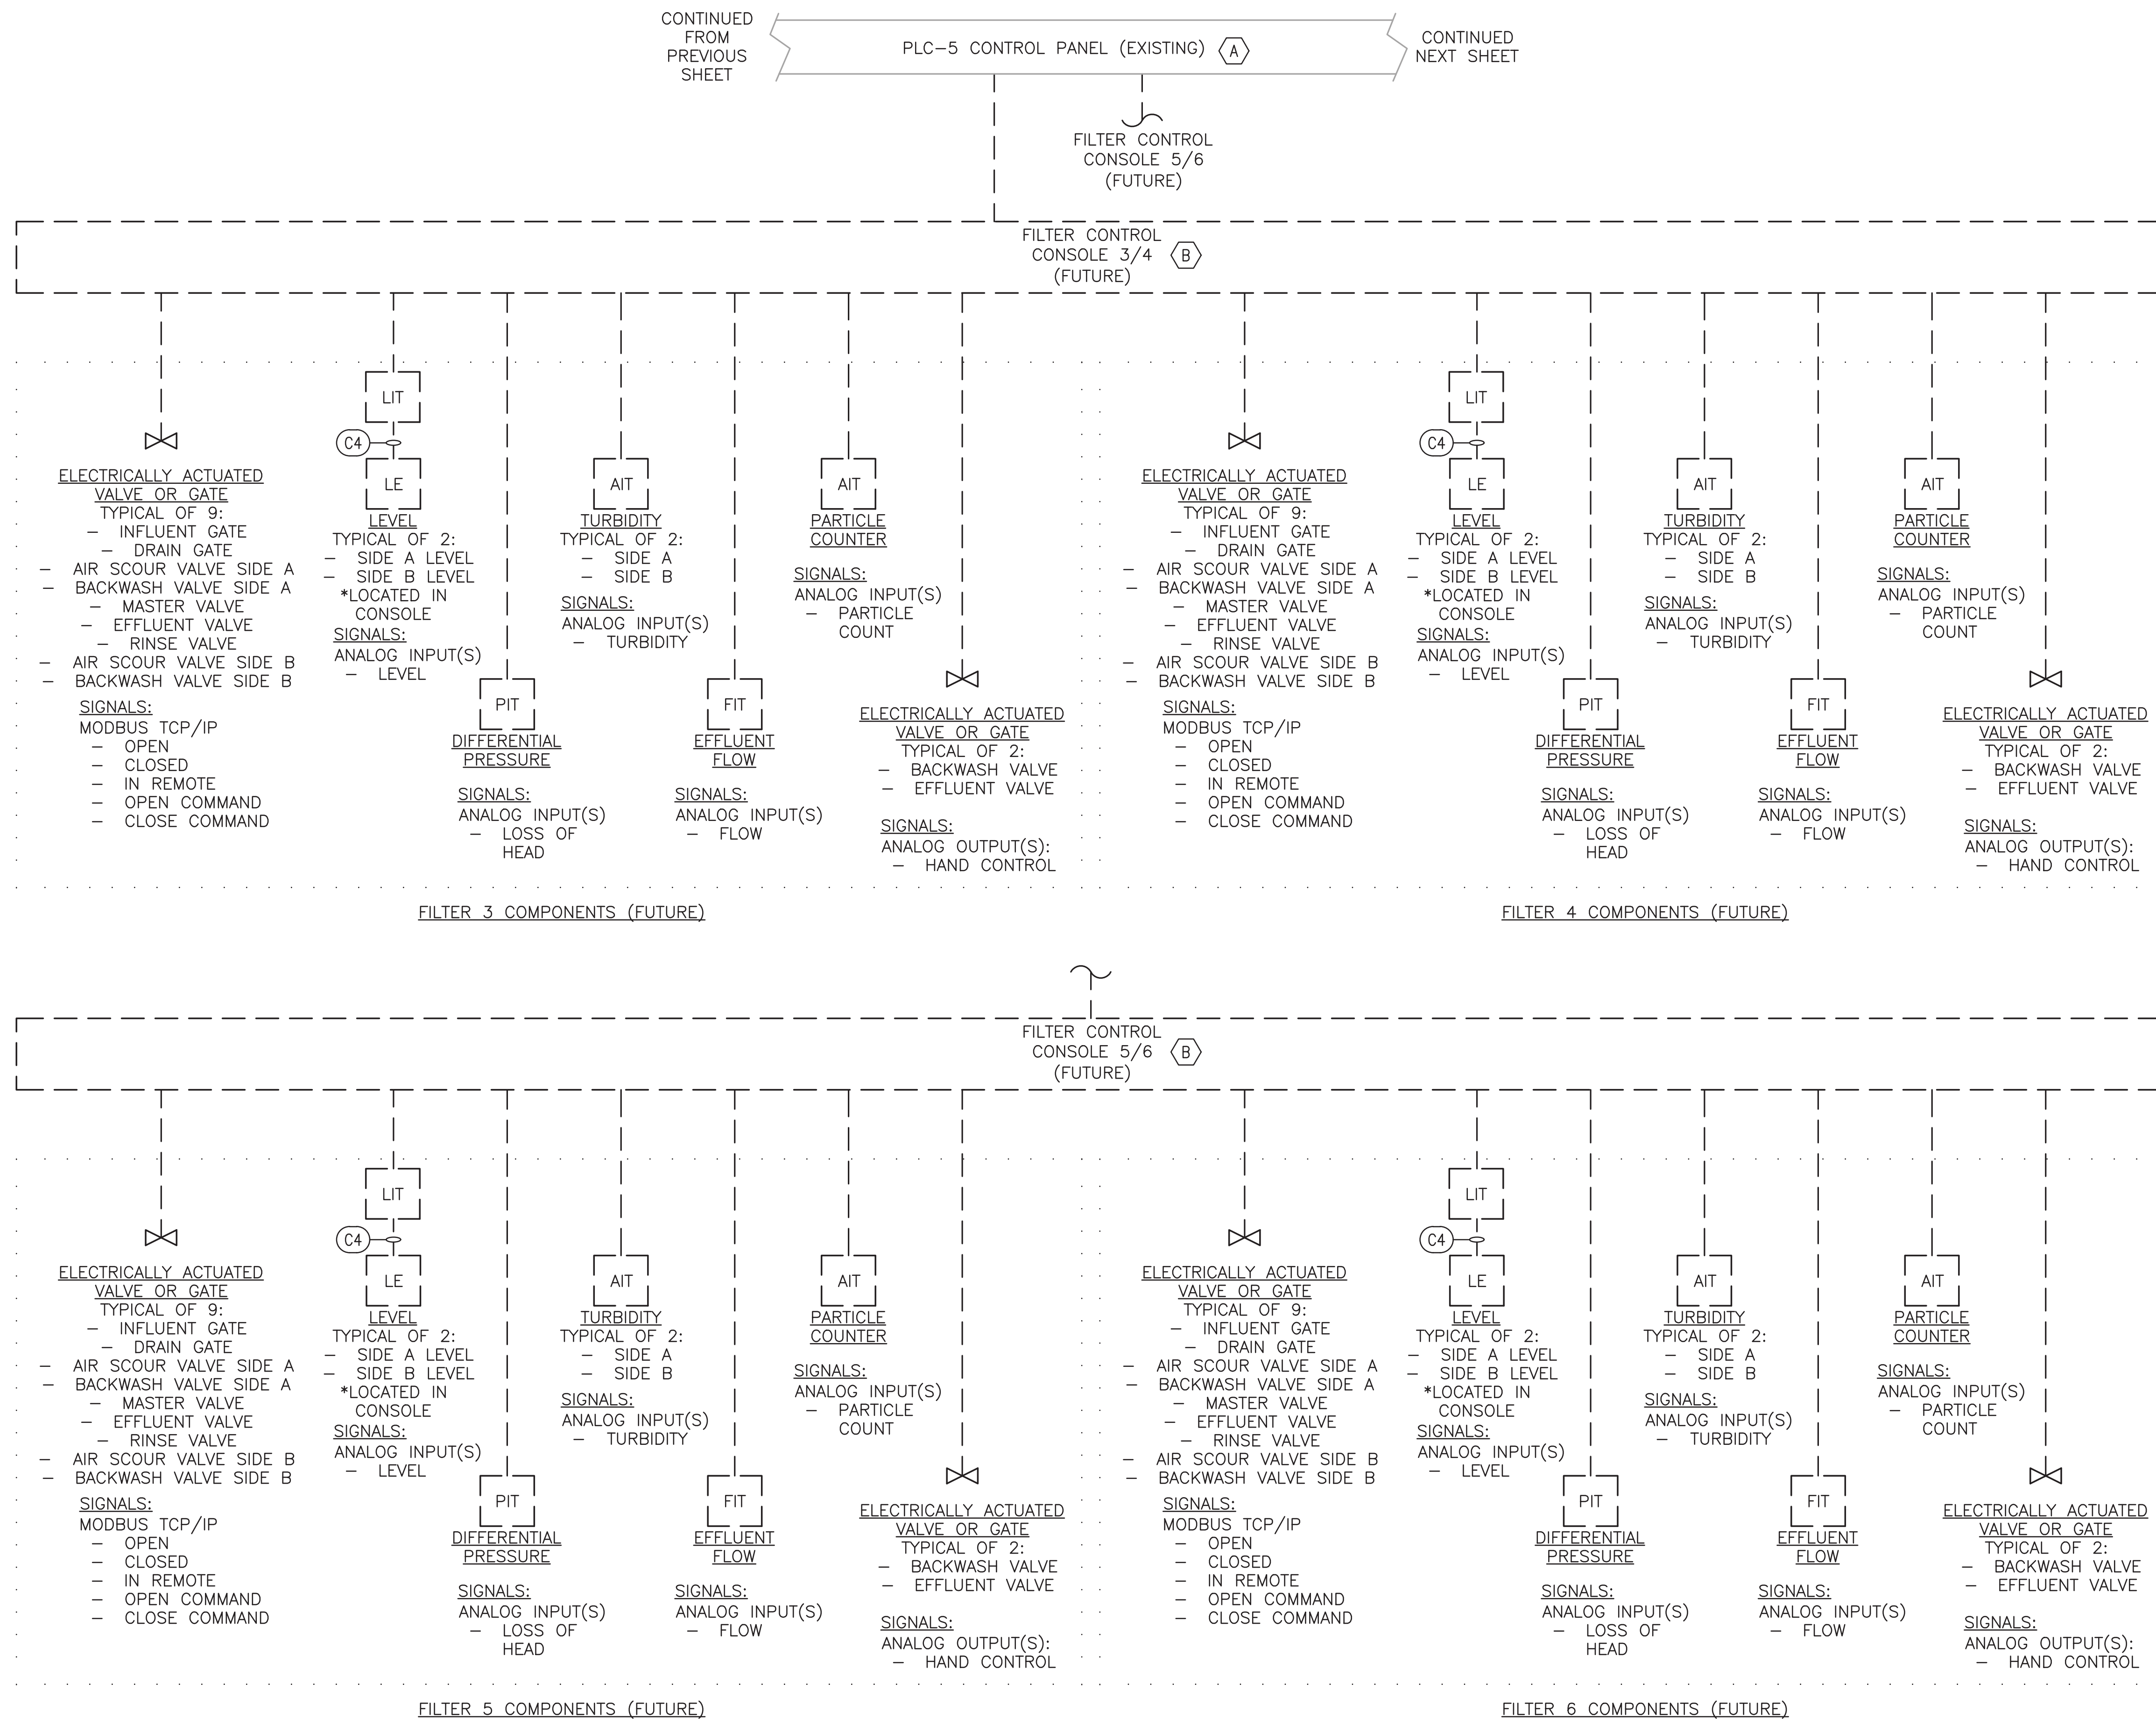 CONTINUED
FROM
PREVIOUS
SHEET
PLC-5 CONTROL PANEL (EXISTING)
A
CONTINUED
NEXT SHEET
FILTER CONTROL
CONSOLE 5/6
(FUTURE)
FILTER CONTROL
CONSOLE 3/4
(FUTURE)
B
ELECTRICALLY ACTUATED
VALVE OR GATE
TYPICAL OF 9:
– INFLUENT GATE
– DRAIN GATE
– AIR SCOUR VALVE SIDE A
– BACKWASH VALVE SIDE A
– MASTER VALVE
– EFFLUENT VALVE
– RINSE VALVE
– AIR SCOUR VALVE SIDE B
– BACKWASH VALVE SIDE B
SIGNALS:
MODBUS TCP/IP
– OPEN
– CLOSED
– IN REMOTE
– OPEN COMMAND
– CLOSE COMMAND
LIT
C4
LE
LEVEL
TYPICAL OF 2:
– SIDE A LEVEL
– SIDE B LEVEL
*LOCATED IN
CONSOLE
SIGNALS:
ANALOG INPUT(S)
– LEVEL
PIT
DIFFERENTIAL
PRESSURE
SIGNALS:
ANALOG INPUT(S)
– LOSS OF
HEAD
AIT
TURBIDITY
TYPICAL OF 2:
– SIDE A
– SIDE B
SIGNALS:
ANALOG INPUT(S)
– TURBIDITY
FIT
EFFLUENT
FLOW
SIGNALS:
ANALOG INPUT(S)
– FLOW
AIT
PARTICLE
COUNTER
SIGNALS:
ANALOG INPUT(S)
– PARTICLE
COUNT
ELECTRICALLY ACTUATED
VALVE OR GATE
TYPICAL OF 2:
– BACKWASH VALVE
– EFFLUENT VALVE
SIGNALS:
ANALOG OUTPUT(S):
– HAND CONTROL
FILTER 3 COMPONENTS (FUTURE)
ELECTRICALLY ACTUATED
VALVE OR GATE
TYPICAL OF 9:
– INFLUENT GATE
– DRAIN GATE
– AIR SCOUR VALVE SIDE A
– BACKWASH VALVE SIDE A
– MASTER VALVE
– EFFLUENT VALVE
– RINSE VALVE
– AIR SCOUR VALVE SIDE B
– BACKWASH VALVE SIDE B
SIGNALS:
MODBUS TCP/IP
– OPEN
– CLOSED
– IN REMOTE
– OPEN COMMAND
– CLOSE COMMAND
LIT
C4
LE
LEVEL
TYPICAL OF 2:
– SIDE A LEVEL
– SIDE B LEVEL
*LOCATED IN
CONSOLE
SIGNALS:
ANALOG INPUT(S)
– LEVEL
PIT
DIFFERENTIAL
PRESSURE
SIGNALS:
ANALOG INPUT(S)
– LOSS OF
HEAD
AIT
TURBIDITY
TYPICAL OF 2:
– SIDE A
– SIDE B
SIGNALS:
ANALOG INPUT(S)
– TURBIDITY
FIT
EFFLUENT
FLOW
SIGNALS:
ANALOG INPUT(S)
– FLOW
AIT
PARTICLE
COUNTER
SIGNALS:
ANALOG INPUT(S)
– PARTICLE
COUNT
ELECTRICALLY ACTUATED
VALVE OR GATE
TYPICAL OF 2:
– BACKWASH VALVE
– EFFLUENT VALVE
SIGNALS:
ANALOG OUTPUT(S):
– HAND CONTROL
FILTER 4 COMPONENTS (FUTURE)
FILTER CONTROL
CONSOLE 5/6
(FUTURE)
B
ELECTRICALLY ACTUATED
VALVE OR GATE
TYPICAL OF 9:
– INFLUENT GATE
– DRAIN GATE
– AIR SCOUR VALVE SIDE A
– BACKWASH VALVE SIDE A
– MASTER VALVE
– EFFLUENT VALVE
– RINSE VALVE
– AIR SCOUR VALVE SIDE B
– BACKWASH VALVE SIDE B
SIGNALS:
MODBUS TCP/IP
– OPEN
– CLOSED
– IN REMOTE
– OPEN COMMAND
– CLOSE COMMAND
LIT
C4
LE
LEVEL
TYPICAL OF 2:
– SIDE A LEVEL
– SIDE B LEVEL
*LOCATED IN
CONSOLE
SIGNALS:
ANALOG INPUT(S)
– LEVEL
PIT
DIFFERENTIAL
PRESSURE
SIGNALS:
ANALOG INPUT(S)
– LOSS OF
HEAD
AIT
TURBIDITY
TYPICAL OF 2:
– SIDE A
– SIDE B
SIGNALS:
ANALOG INPUT(S)
– TURBIDITY
FIT
EFFLUENT
FLOW
SIGNALS:
ANALOG INPUT(S)
– FLOW
AIT
PARTICLE
COUNTER
SIGNALS:
ANALOG INPUT(S)
– PARTICLE
COUNT
ELECTRICALLY ACTUATED
VALVE OR GATE
TYPICAL OF 2:
– BACKWASH VALVE
– EFFLUENT VALVE
SIGNALS:
ANALOG OUTPUT(S):
– HAND CONTROL
FILTER 5 COMPONENTS (FUTURE)
ELECTRICALLY ACTUATED
VALVE OR GATE
TYPICAL OF 9:
– INFLUENT GATE
– DRAIN GATE
– AIR SCOUR VALVE SIDE A
– BACKWASH VALVE SIDE A
– MASTER VALVE
– EFFLUENT VALVE
– RINSE VALVE
– AIR SCOUR VALVE SIDE B
– BACKWASH VALVE SIDE B
SIGNALS:
MODBUS TCP/IP
– OPEN
– CLOSED
– IN REMOTE
– OPEN COMMAND
– CLOSE COMMAND
LIT
C4
LE
LEVEL
TYPICAL OF 2:
– SIDE A LEVEL
– SIDE B LEVEL
*LOCATED IN
CONSOLE
SIGNALS:
ANALOG INPUT(S)
– LEVEL
PIT
DIFFERENTIAL
PRESSURE
SIGNALS:
ANALOG INPUT(S)
– LOSS OF
HEAD
AIT
TURBIDITY
TYPICAL OF 2:
– SIDE A
– SIDE B
SIGNALS:
ANALOG INPUT(S)
– TURBIDITY
FIT
EFFLUENT
FLOW
SIGNALS:
ANALOG INPUT(S)
– FLOW
AIT
PARTICLE
COUNTER
SIGNALS:
ANALOG INPUT(S)
– PARTICLE
COUNT
ELECTRICALLY ACTUATED
VALVE OR GATE
TYPICAL OF 2:
– BACKWASH VALVE
– EFFLUENT VALVE
SIGNALS:
ANALOG OUTPUT(S):
– HAND CONTROL
FILTER 6 COMPONENTS (FUTURE)